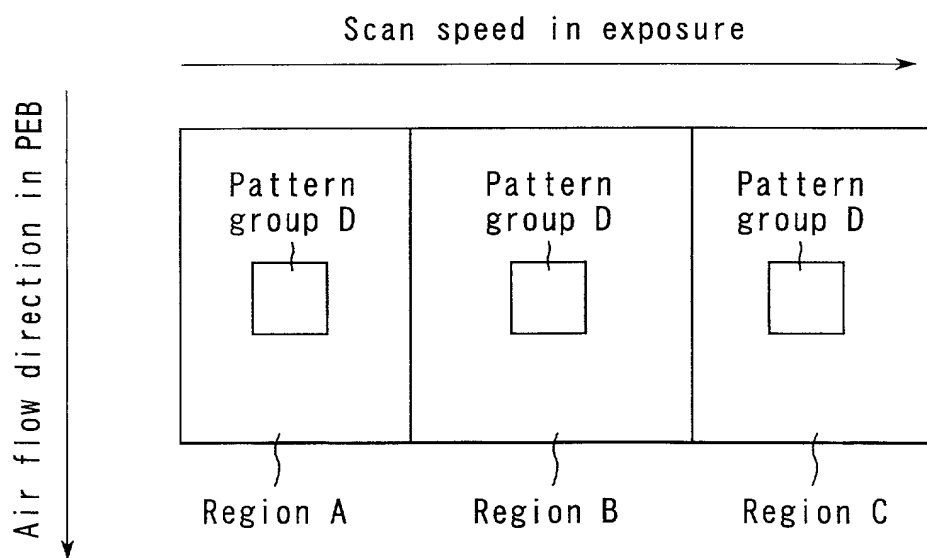 Scan speed in exposure
Air flow direction in PEB
Pattern
group D
Pattern
group D
Pattern
group D
Region A
Region B
Region C